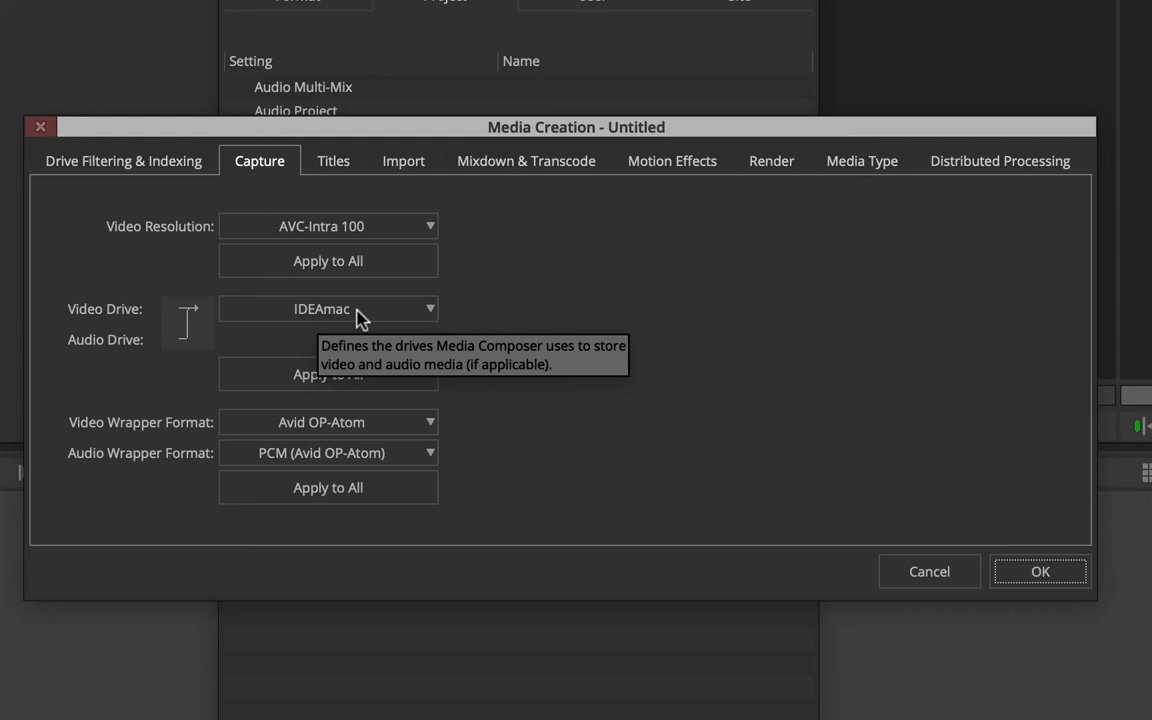 Setting Name
Audio Multi-Mix
Audio Project
Media Creation - Untitled
Drive Filtering & Indexing Capture Titles Import Mixdown & Transcode Motion Effects Render Media Type Distributed Processing
Video Resolution: AVC-Intra 100
Apply to All
Video Drive: IDEAmac
Audio Drive:
Defines the drives Media Composer uses to store
video and audio media (if applicable).
Video Wrapper Format: Avid OP-Atom
Audio Wrapper Format: PCM (Avid OP-Atom)
Apply to All
Cancel OK